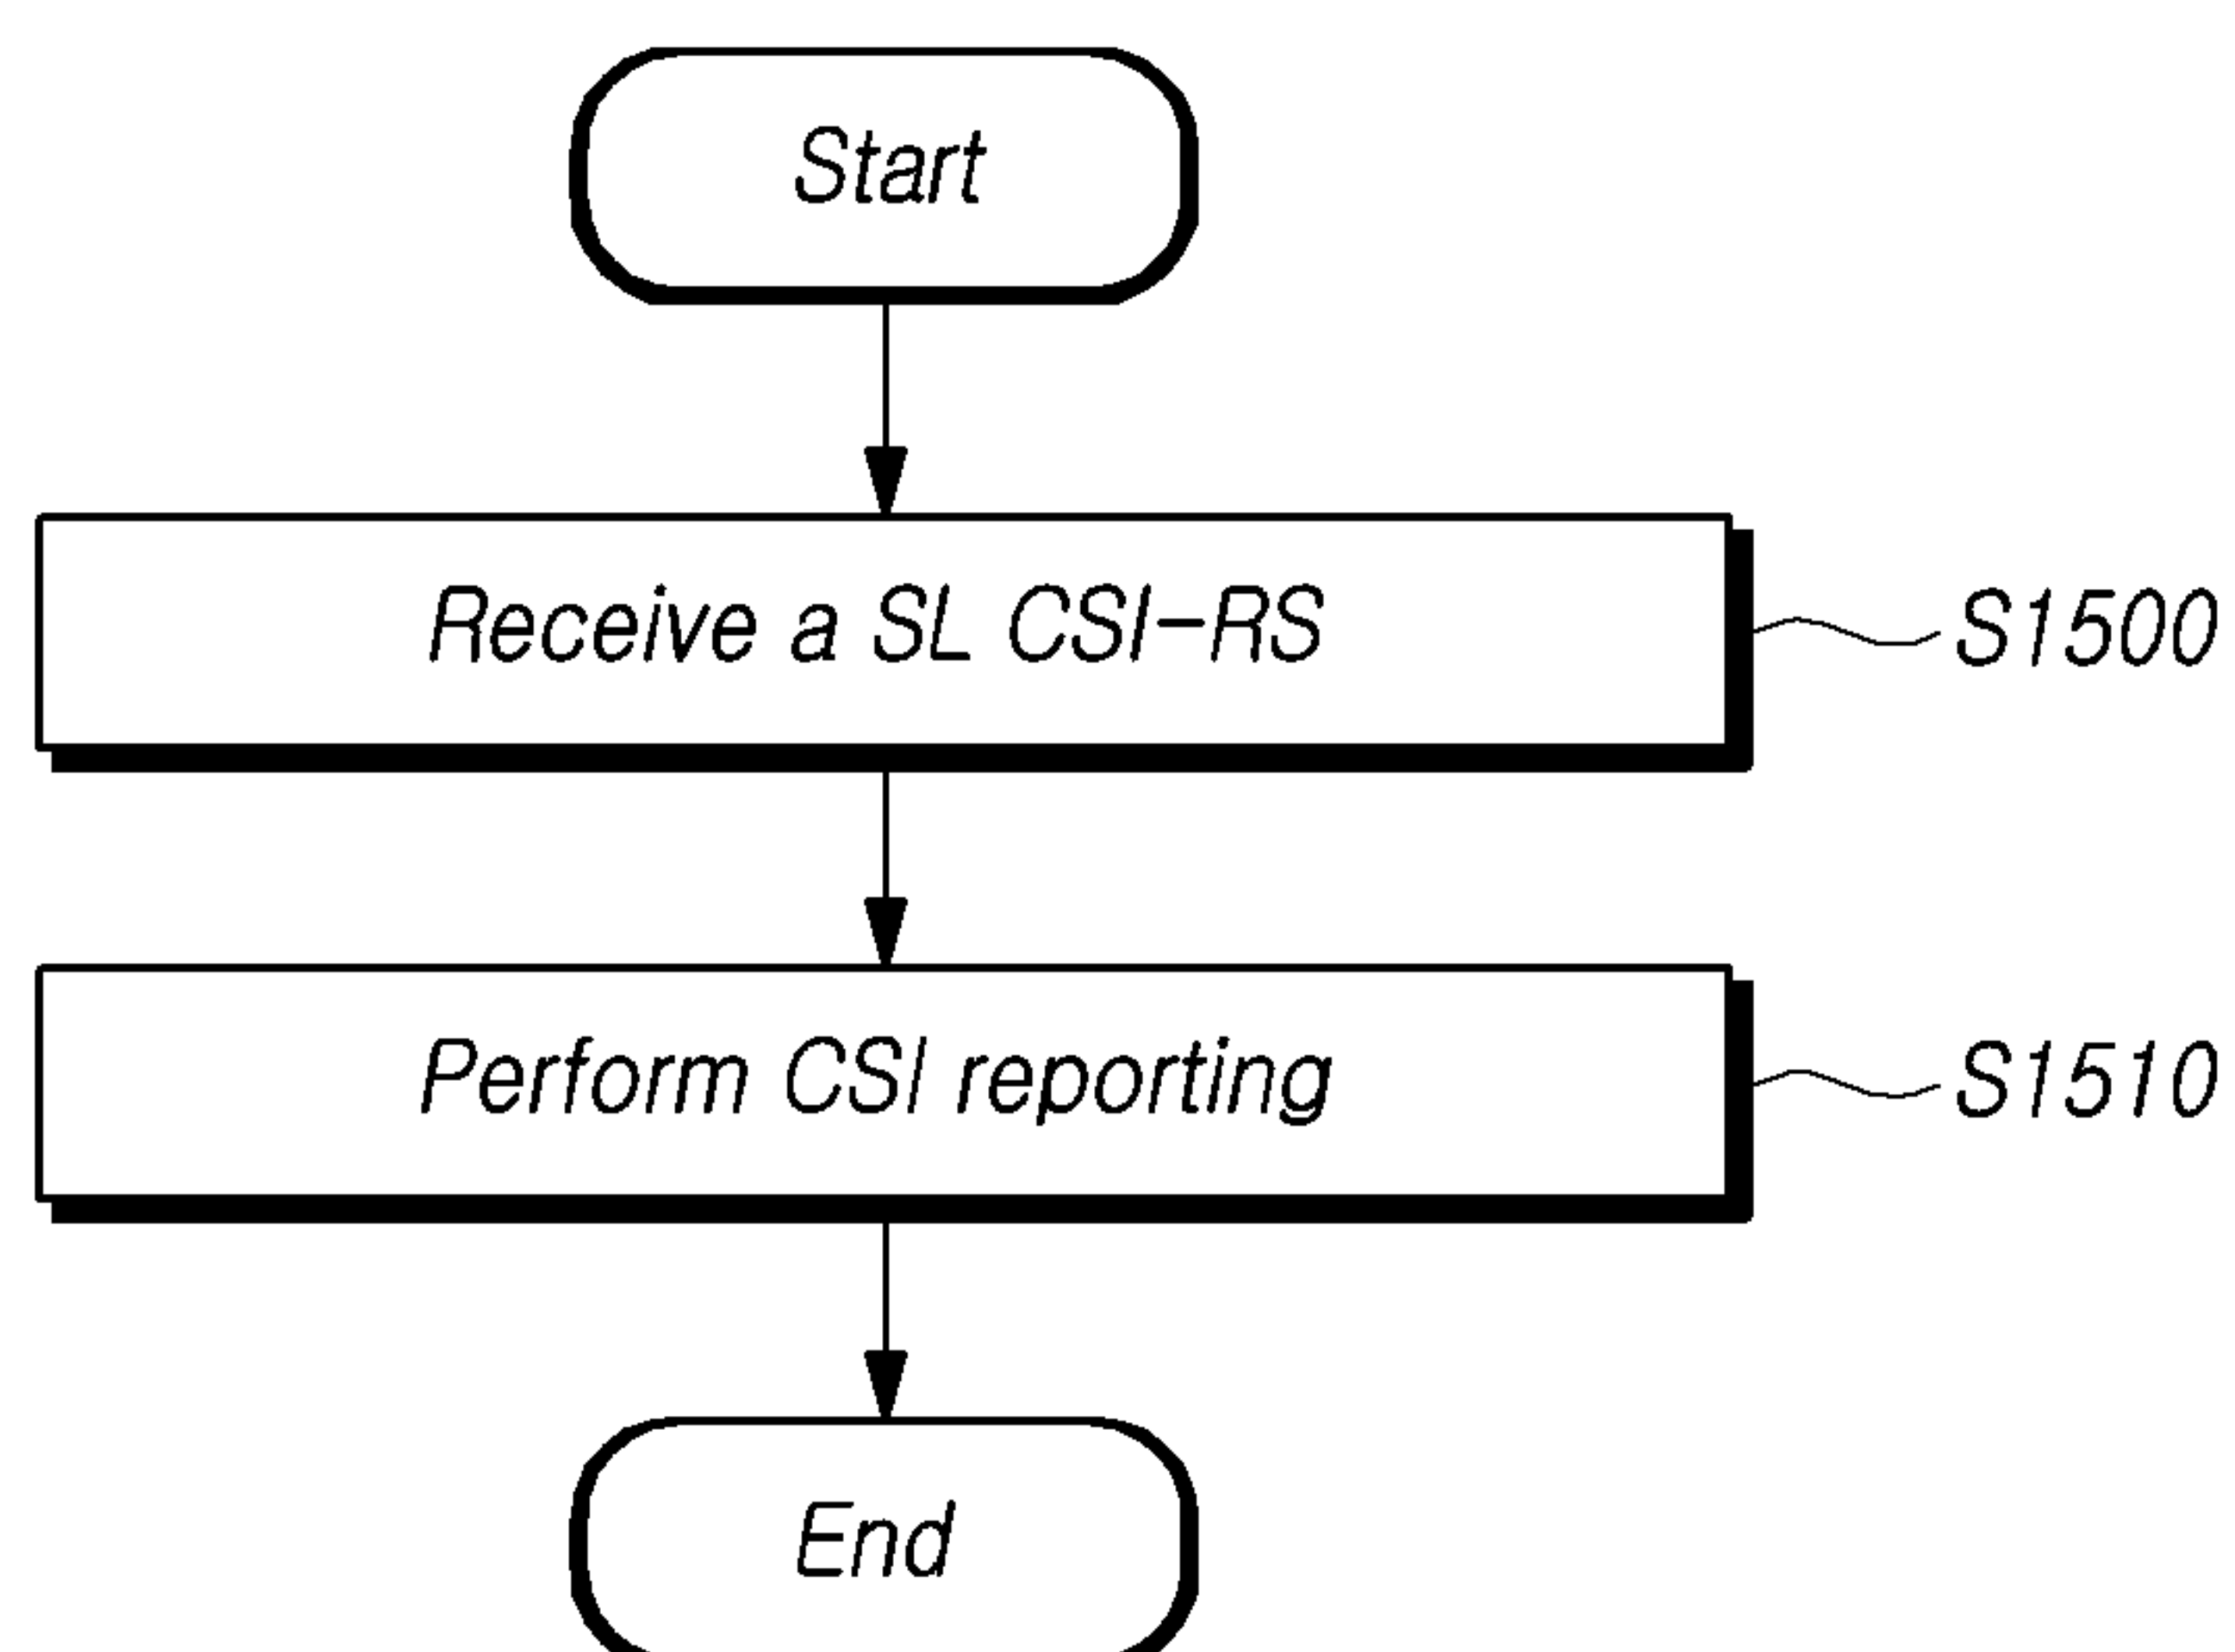 Start
Receive a SL CSI-RS
S1500
Perform CSI reporting
S1510
End